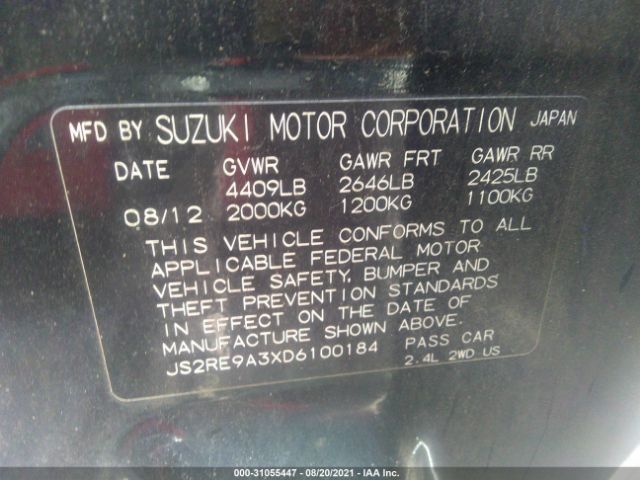 MFD BY SUZUKI MOTOR CORPORATION JAPAN
DATE GVWR GAWR FRT GAWR RR
4409LB 2646LB 2425LB
08/12 2000KG 1200KG 1100KG
THIS VEHICLE CONFORMS TO ALL
APPLICABLE FEDERAL MOTOR
VEHICLE SAFETY, BUMPER AND
THEFT PREVENTION STANDARDS
IN EFFECT ON THE DATE OF
MANUFACTURE SHOWN ABOVE.
JS2RE9A3XD6100184 PASS CAR
2.4L 2WD US
000-31055447 - 08/20/2021 - IAA Inc.